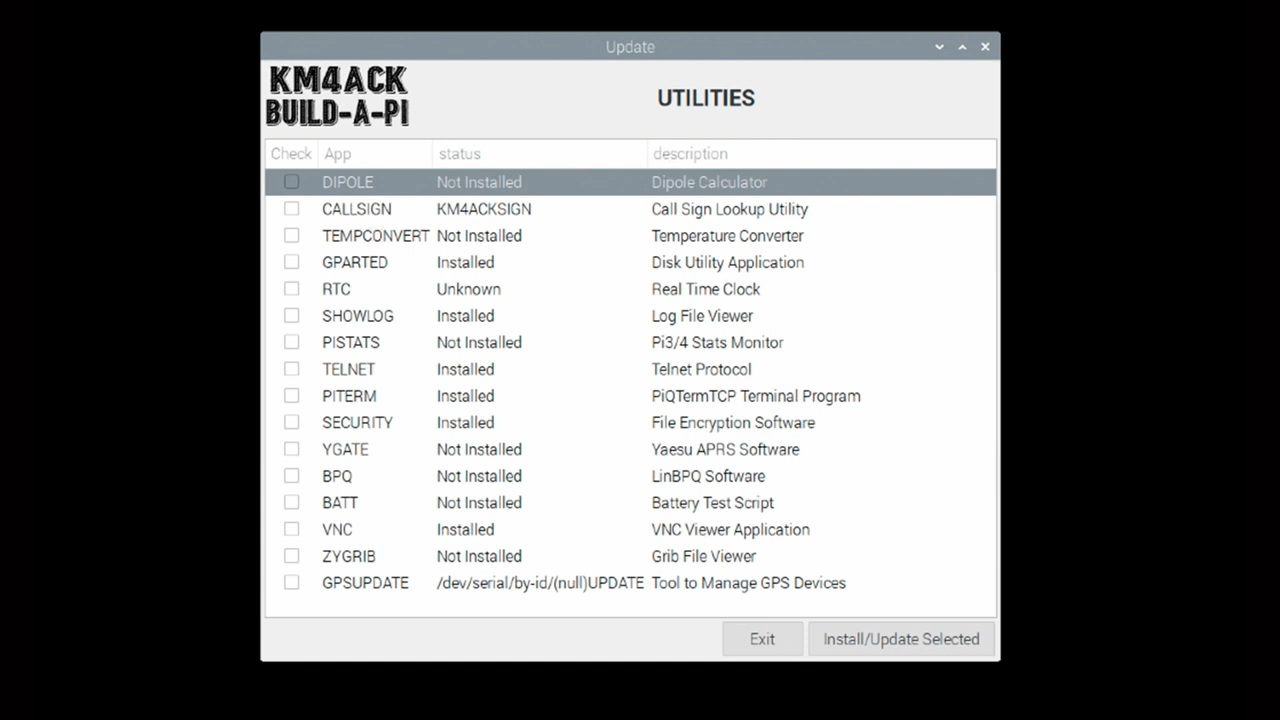 Update
KM4ACK
BUILD-A-PI
UTILITIES
Check App status description
DIPOLE Not Installed Dipole Calculator
CALLSIGN KM4ACKSIGN Call Sign Lookup Utility
TEMPCONVERT Not Installed Temperature Converter
GPARTED Installed Disk Utility Application
RTC Unknown Real Time Clock
SHOWLOG Installed Log File Viewer
PISTATS Not Installed Pi3/4 Stats Monitor
TELNET Installed Telnet Protocol
PITERM Installed PiQTermTCP Terminal Program
SECURITY Installed File Encryption Software
YGATE Not Installed Yaesu APRS Software
BPQ Not Installed LinBPQ Software
BATT Not Installed Battery Test Script
VNC Installed VNC Viewer Application
ZYGRIB Not Installed Grib File Viewer
GPSUPDATE /dev/serial/by-id/(null)UPDATE Tool to Manage GPS Devices
Exit Install/Update Selected